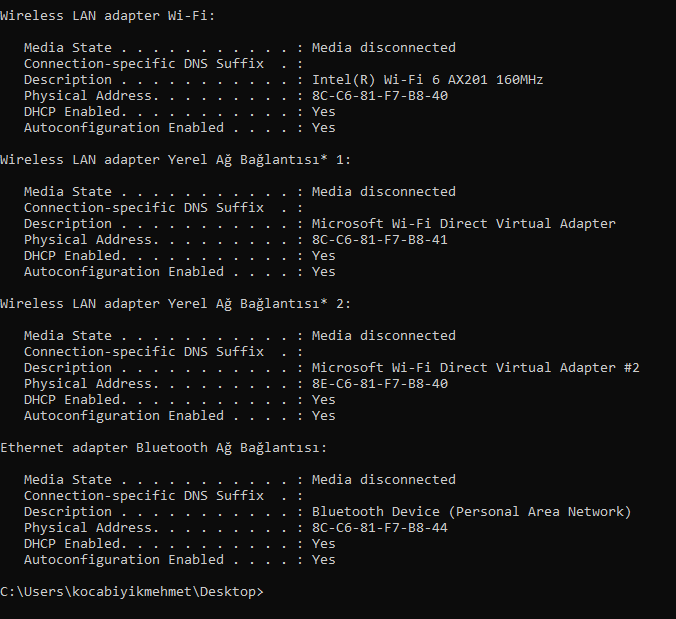 Wireless LAN adapter Wi-Fi:
Media State . . . . . . . . . . . : Media disconnected
Connection-specific DNS Suffix  . :
Description . . . . . . . . . . . : Intel(R) Wi-Fi 6 AX201 160MHz
Physical Address. . . . . . . . . : 8C-C6-81-F7-B8-40
DHCP Enabled. . . . . . . . . . . : Yes
Autoconfiguration Enabled . . . . : Yes
Wireless LAN adapter Yerel Ağ Bağlantısı* 1:
Media State . . . . . . . . . . . : Media disconnected
Connection-specific DNS Suffix  . :
Description . . . . . . . . . . . : Microsoft Wi-Fi Direct Virtual Adapter
Physical Address. . . . . . . . . : 8C-C6-81-F7-B8-41
DHCP Enabled. . . . . . . . . . . : Yes
Autoconfiguration Enabled . . . . : Yes
Wireless LAN adapter Yerel Ağ Bağlantısı* 2:
Media State . . . . . . . . . . . : Media disconnected
Connection-specific DNS Suffix  . :
Description . . . . . . . . . . . : Microsoft Wi-Fi Direct Virtual Adapter #2
Physical Address. . . . . . . . . : 8E-C6-81-F7-B8-40
DHCP Enabled. . . . . . . . . . . : Yes
Autoconfiguration Enabled . . . . : Yes
Ethernet adapter Bluetooth Ağ Bağlantısı:
Media State . . . . . . . . . . . : Media disconnected
Connection-specific DNS Suffix  . :
Description . . . . . . . . . . . : Bluetooth Device (Personal Area Network)
Physical Address. . . . . . . . . : 8C-C6-81-F7-B8-44
DHCP Enabled. . . . . . . . . . . : Yes
Autoconfiguration Enabled . . . . : Yes
C:\Users\kocabiyikmehmet\Desktop>